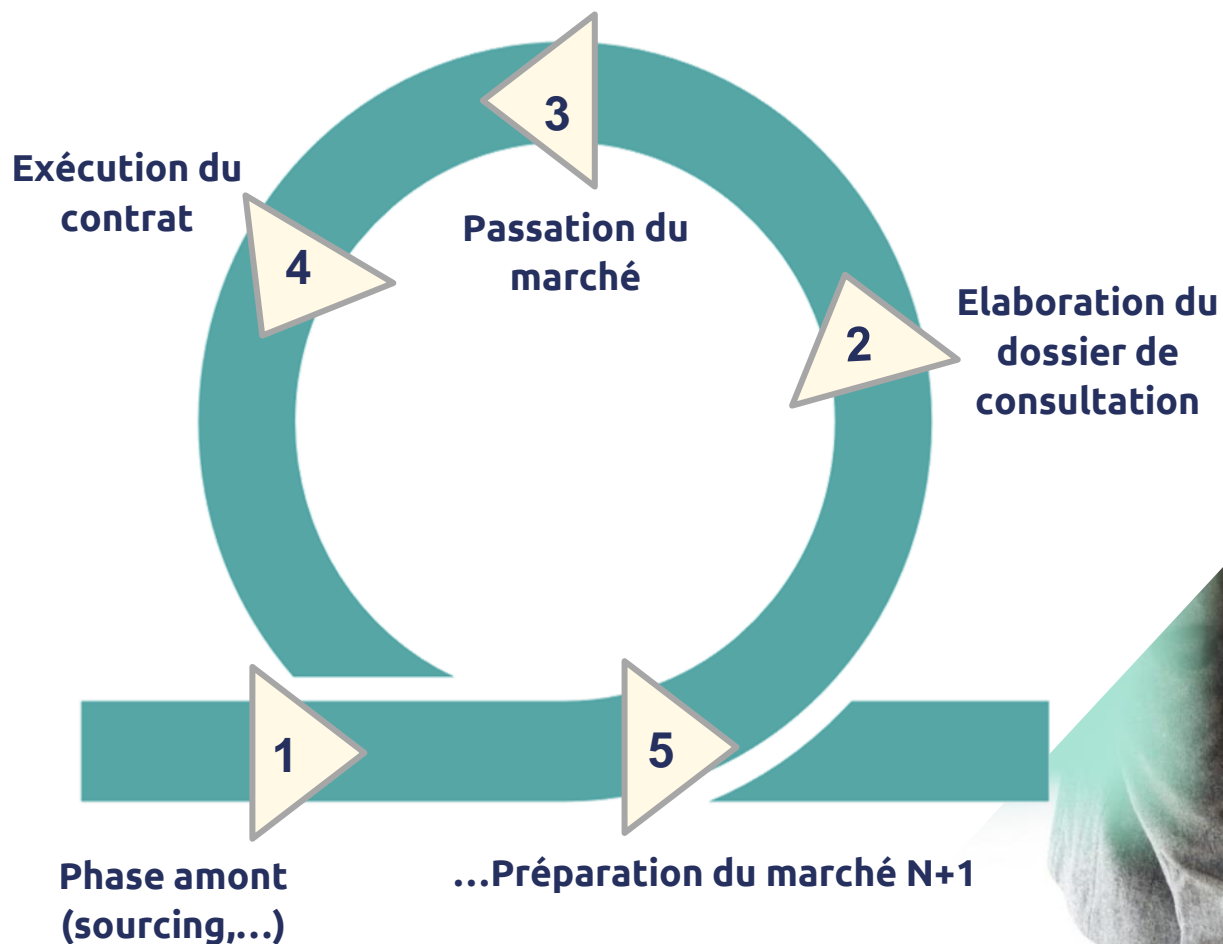 3
Exécution du
contrat
Passation du
marché
4
Elaboration du
dossier de
consultation
2
1
5
Phase amont
(sourcing,...)
...Préparation du marché N+1